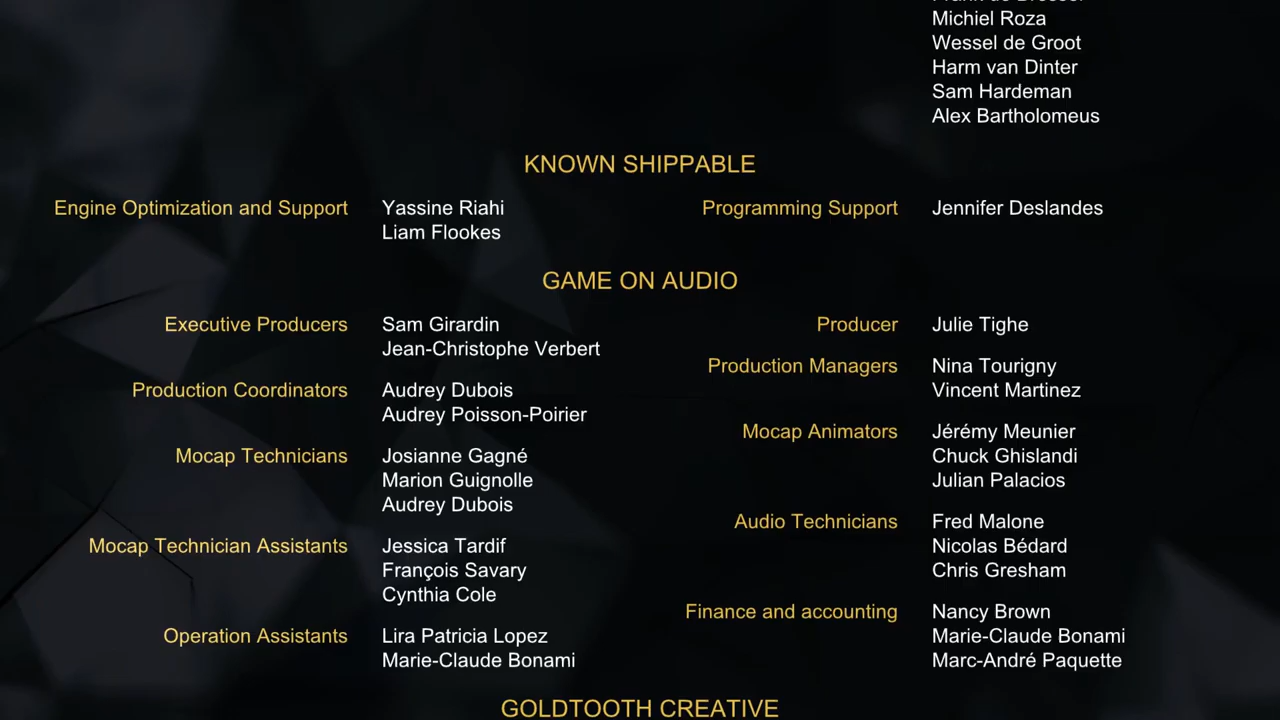 Michiel Roza
Wessel de Groot
Harm van Dinter
Sam Hardeman
Alex Bartholomeus
KNOWN SHIPPABLE
Engine Optimization and Support
Yassine Riahi
Liam Flookes
Programming Support
Jennifer Deslandes
GAME ON AUDIO
Executive Producers
Sam Girardin
Jean-Christophe Verbert
Production Coordinators
Audrey Dubois
Audrey Poisson-Poirier
Mocap Technicians
Josianne Gagné
Marion Guignolle
Audrey Dubois
Mocap Technician Assistants
Jessica Tardif
François Savary
Cynthia Cole
Operation Assistants
Lira Patricia Lopez
Marie-Claude Bonami
Producer
Julie Tighe
Production Managers
Nina Tourigny
Vincent Martinez
Mocap Animators
Jérémy Meunier
Chuck Ghislandi
Julian Palacios
Audio Technicians
Fred Malone
Nicolas Bédard
Chris Gresham
Finance and accounting
Nancy Brown
Marie-Claude Bonami
Marc-André Paquette
GOLDTOOTH CREATIVE